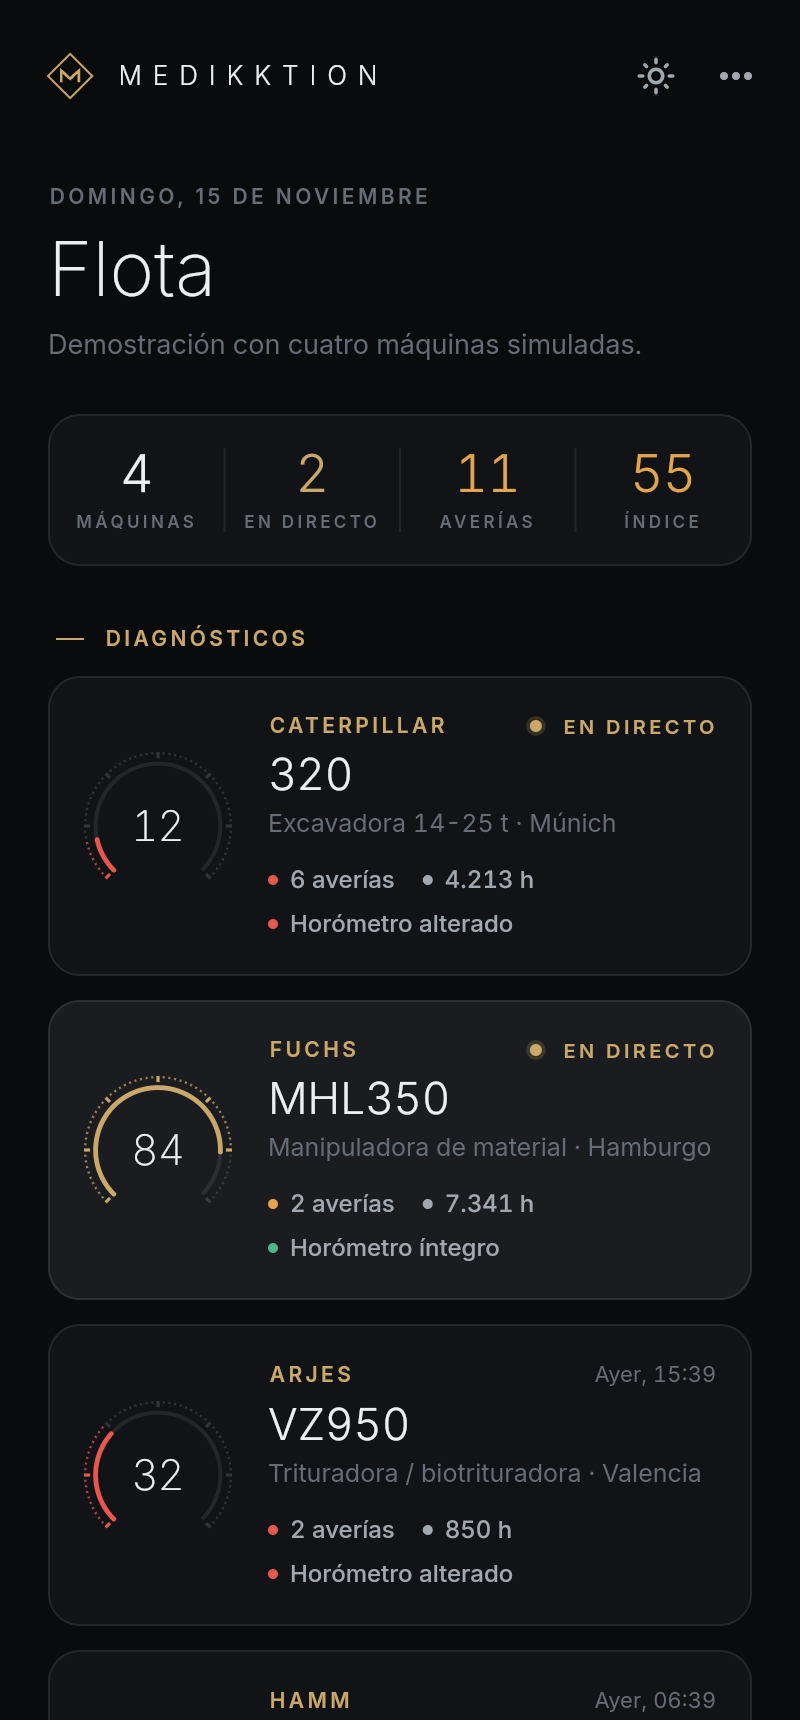 MEDIKKTION
DOMINGO, 15 DE NOVIEMBRE
Flota
Demostración con cuatro máquinas simuladas.
4 2 11 55
MÁQUINAS EN DIRECTO AVERÍAS ÍNDICE
— DIAGNÓSTICOS
CATERPILLAR EN DIRECTO
320
12
Excavadora 14-25 t · Múnich
6 averías 4.213 h
Horómetro alterado
FUCHS EN DIRECTO
MHL350
84
Manipuladora de material · Hamburgo
2 averías 7.341 h
Horómetro íntegro
ARJES Ayer, 15:39
VZ950
32
Trituradora / biotrituradora · Valencia
2 averías 850 h
Horómetro alterado
HAMM Ayer, 06:39